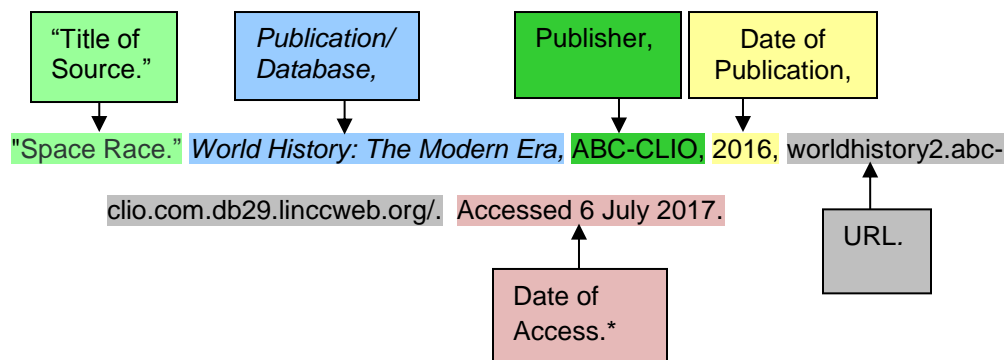 “Title of
Source.”
Publication/
Database,
Publisher,
Date of
Publication,
"Space Race.” World History: The Modern Era, ABC-CLIO, 2016, worldhistory2.abc-
clio.com.db29.linccweb.org/. Accessed 6 July 2017.
URL.
Date of
Access.*